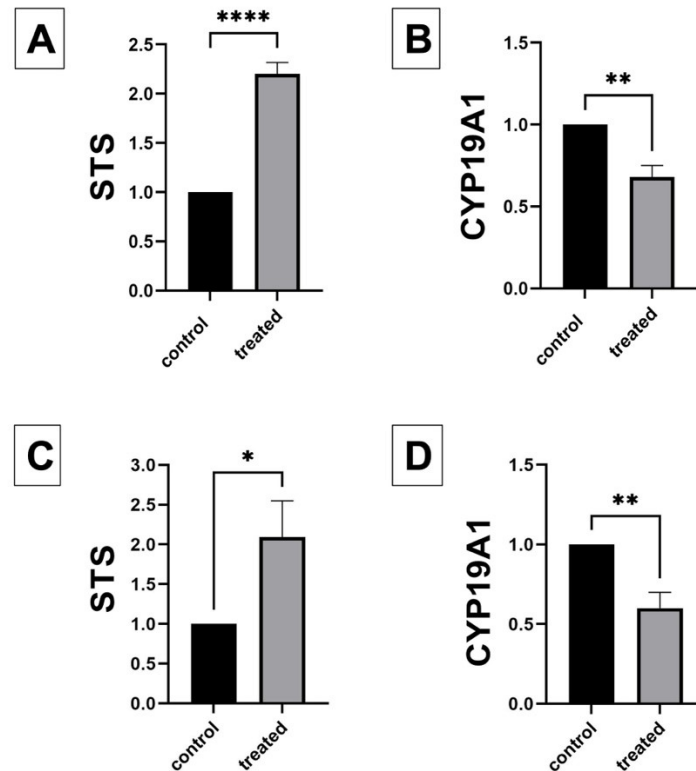 A
STS
2.5
2.0
1.5
1.0
0.5
0.0
****
control
treated
B
CYP19A1
1.5
1.0
0.5
0.0
**
control
treated
C
STS
3.0
2.5
2.0
1.5
1.0
0.5
0.0
*
control
treated
D
CYP19A1
1.5
1.0
0.5
0.0
**
control
treated